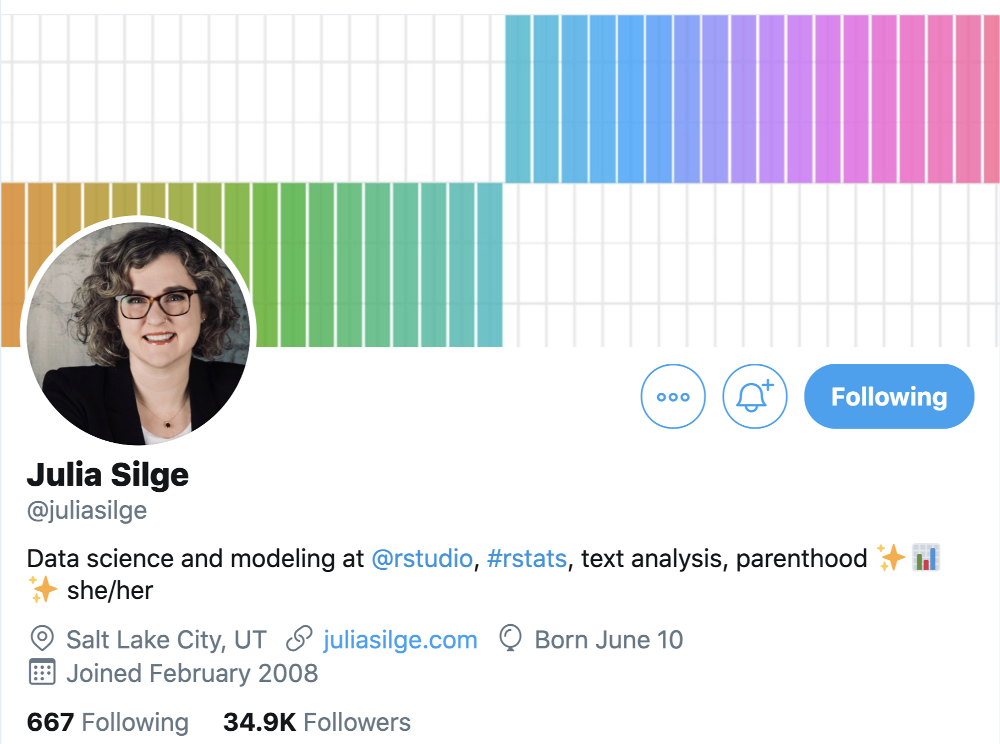 Following
Julia Silge
@juliasilge
Data science and modeling at @rstudio, #rstats, text analysis, parenthood ✨📊
✨ she/her
Salt Lake City, UT juliasilge.com Born June 10
Joined February 2008
667 Following 34.9K Followers